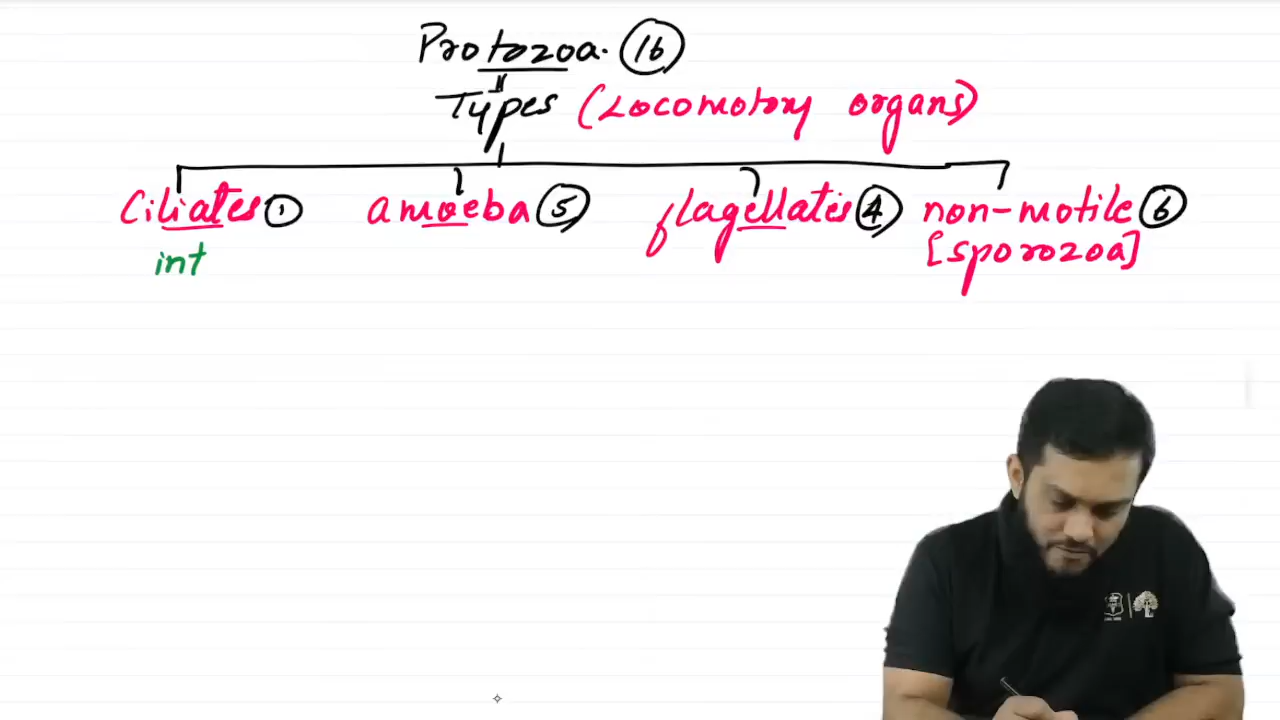 Protozoa. 16
Types (Locomotory organs)
Ciliates 1 amoeba 5 flagellates 4 non-motile 6
int [sporozoa]